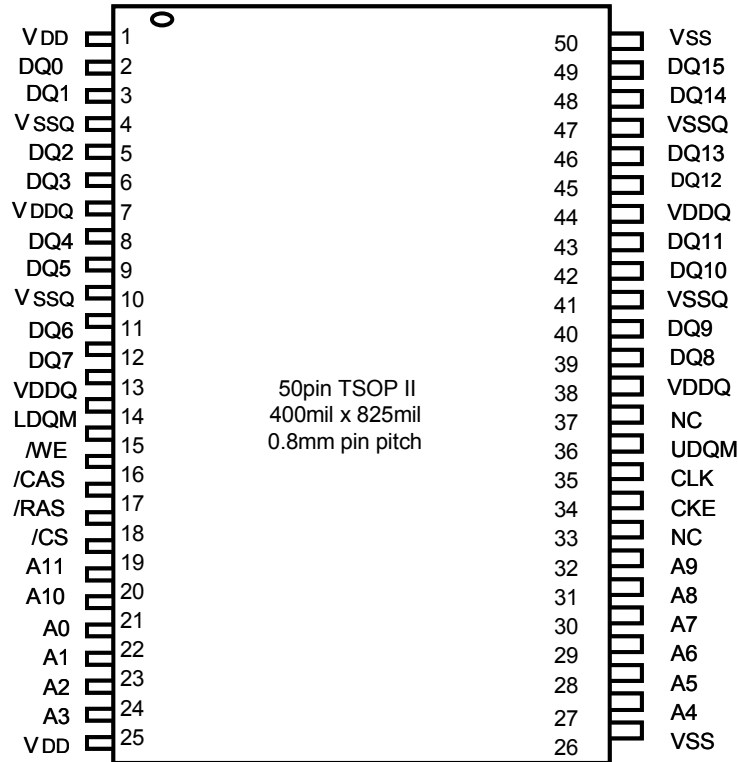 VDD 1 50 VSS
DQ0 2 49 DQ15
DQ1 3 48 DQ14
VSSQ 4 47 VSSQ
DQ2 5 46 DQ13
DQ3 6 45 DQ12
VDDQ 7 44 VDDQ
DQ4 8 43 DQ11
DQ5 9 42 DQ10
VSSQ 10 41 VSSQ
DQ6 11 40 DQ9
DQ7 12 39 DQ8
VDDQ 13 50pin TSOP II 38 VDDQ
LDQM 14 400mil x 825mil 37 NC
/WE 15 0.8mm pin pitch 36 UDQM
/CAS 16 35 CLK
/RAS 17 34 CKE
/CS 18 33 NC
A11 19 32 A9
A10 20 31 A8
A0 21 30 A7
A1 22 29 A6
A2 23 28 A5
A3 24 27 A4
VDD 25 26 VSS